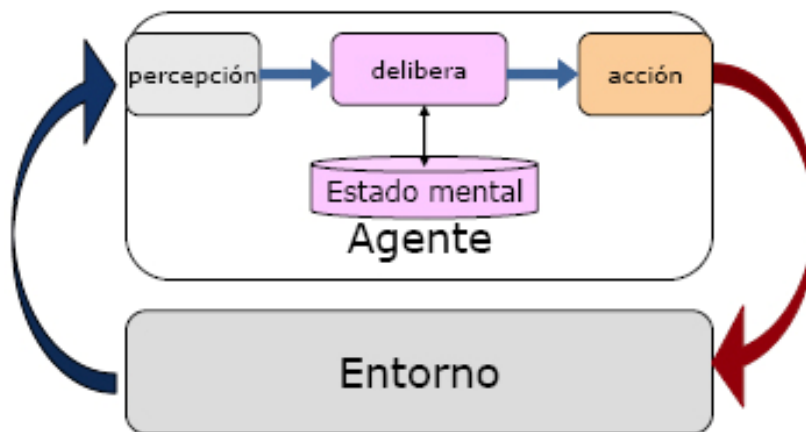 percepción
delibera
acción
Estado mental
Agente
Entorno